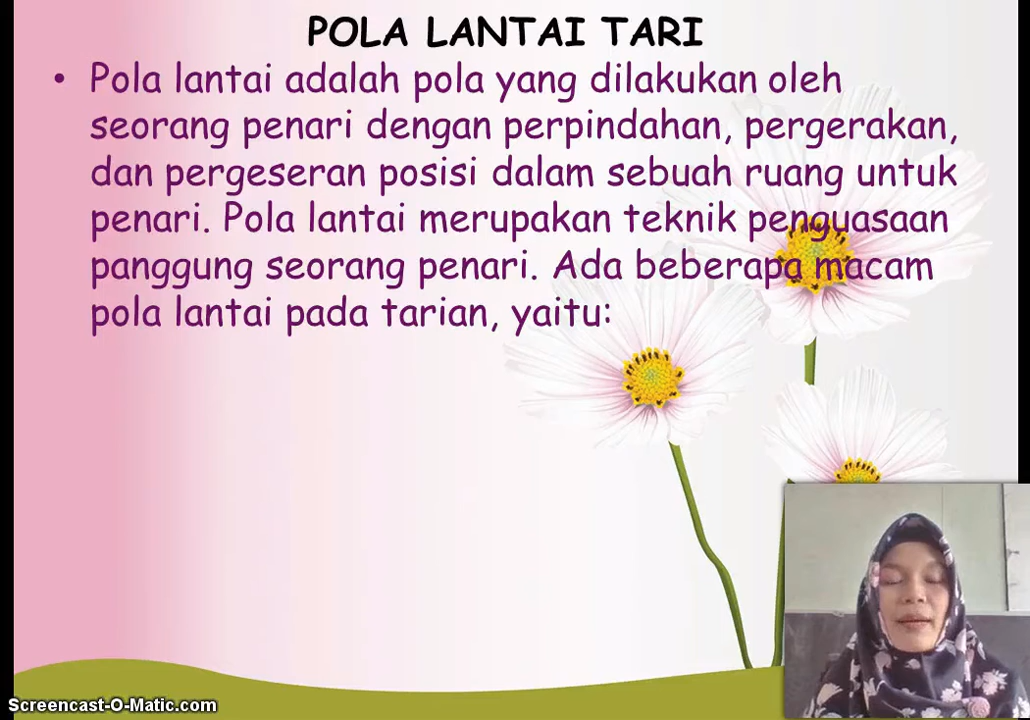 POLA LANTAI TARI
• Pola lantai adalah pola yang dilakukan oleh
seorang penari dengan perpindahan, pergerakan,
dan pergeseran posisi dalam sebuah ruang untuk
penari. Pola lantai merupakan teknik penguasaan
panggung seorang penari. Ada beberapa macam
pola lantai pada tarian, yaitu:
Screencast-O-Matic.com